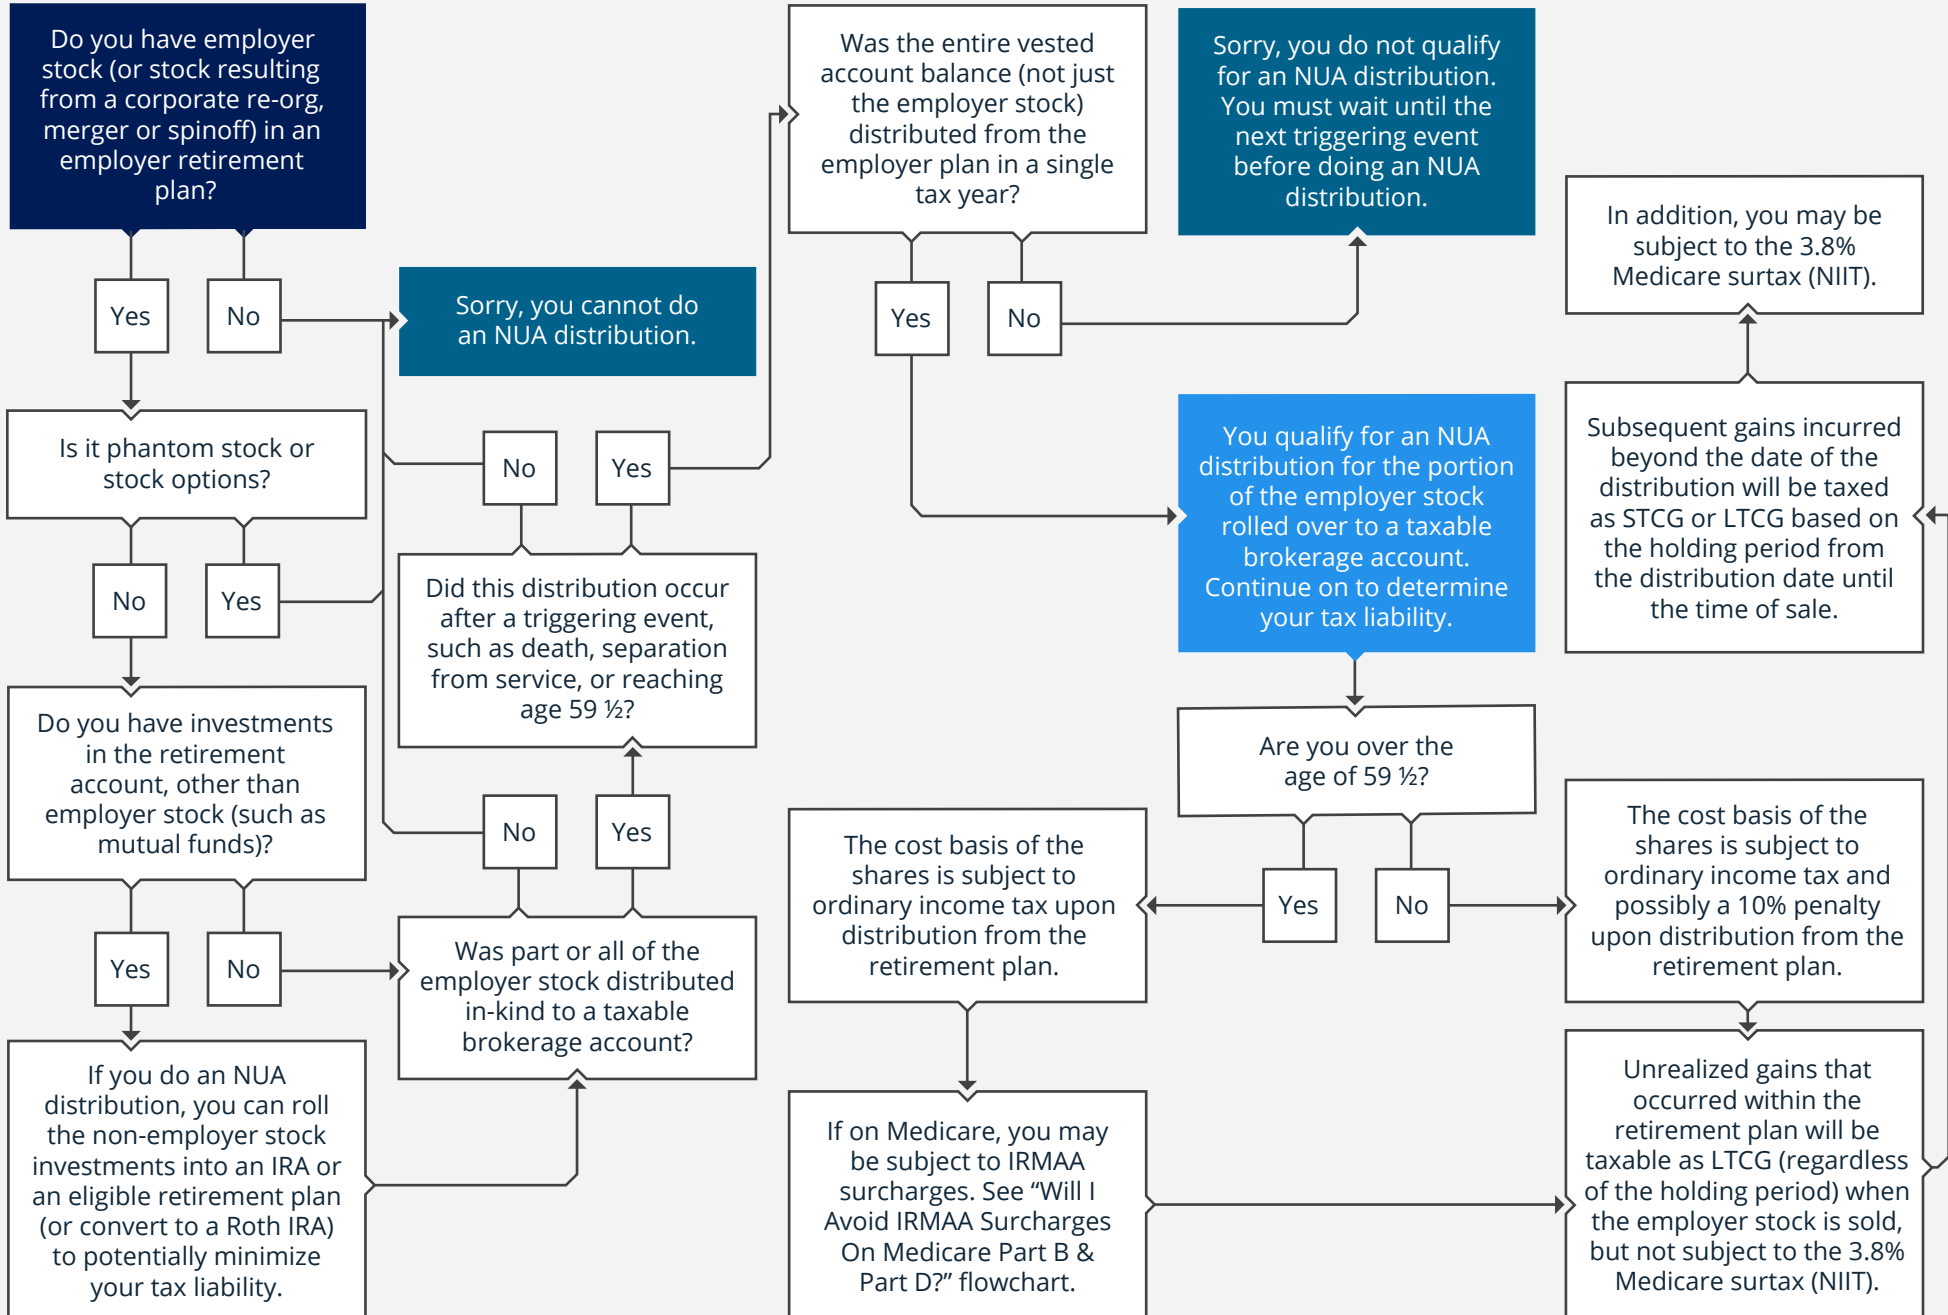 Do you have employer
stock (or stock resulting
from a corporate re-org,
merger or spinoff) in an
employer retirement
plan?
Yes
No
Sorry, you cannot do
an NUA distribution.
Is it phantom stock or
stock options?
No
Yes
Do you have investments
in the retirement
account, other than
employer stock (such as
mutual funds)?
Yes
No
If you do an NUA
distribution, you can roll
the non-employer stock
investments into an IRA or
an eligible retirement plan
(or convert to a Roth IRA)
to potentially minimize
your tax liability.
Was part or all of the
employer stock distributed
in-kind to a taxable
brokerage account?
No
Yes
Did this distribution occur
after a triggering event,
such as death, separation
from service, or reaching
age 59 ½?
No
Yes
Was the entire vested
account balance (not just
the employer stock)
distributed from the
employer plan in a single
tax year?
Yes
No
Sorry, you do not qualify
for an NUA distribution.
You must wait until the
next triggering event
before doing an NUA
distribution.
You qualify for an NUA
distribution for the portion
of the employer stock
rolled over to a taxable
brokerage account.
Continue on to determine
your tax liability.
Are you over the
age of 59 ½?
Yes
No
The cost basis of the
shares is subject to
ordinary income tax upon
distribution from the
retirement plan.
If on Medicare, you may
be subject to IRMAA
surcharges. See “Will I
Avoid IRMAA Surcharges
On Medicare Part B &
Part D?” flowchart.
The cost basis of the
shares is subject to
ordinary income tax and
possibly a 10% penalty
upon distribution from the
retirement plan.
Unrealized gains that
occurred within the
retirement plan will be
taxable as LTCG (regardless
of the holding period) when
the employer stock is sold,
but not subject to the 3.8%
Medicare surtax (NIIT).
Subsequent gains incurred
beyond the date of the
distribution will be taxed
as STCG or LTCG based on
the holding period from
the distribution date until
the time of sale.
In addition, you may be
subject to the 3.8%
Medicare surtax (NIIT).